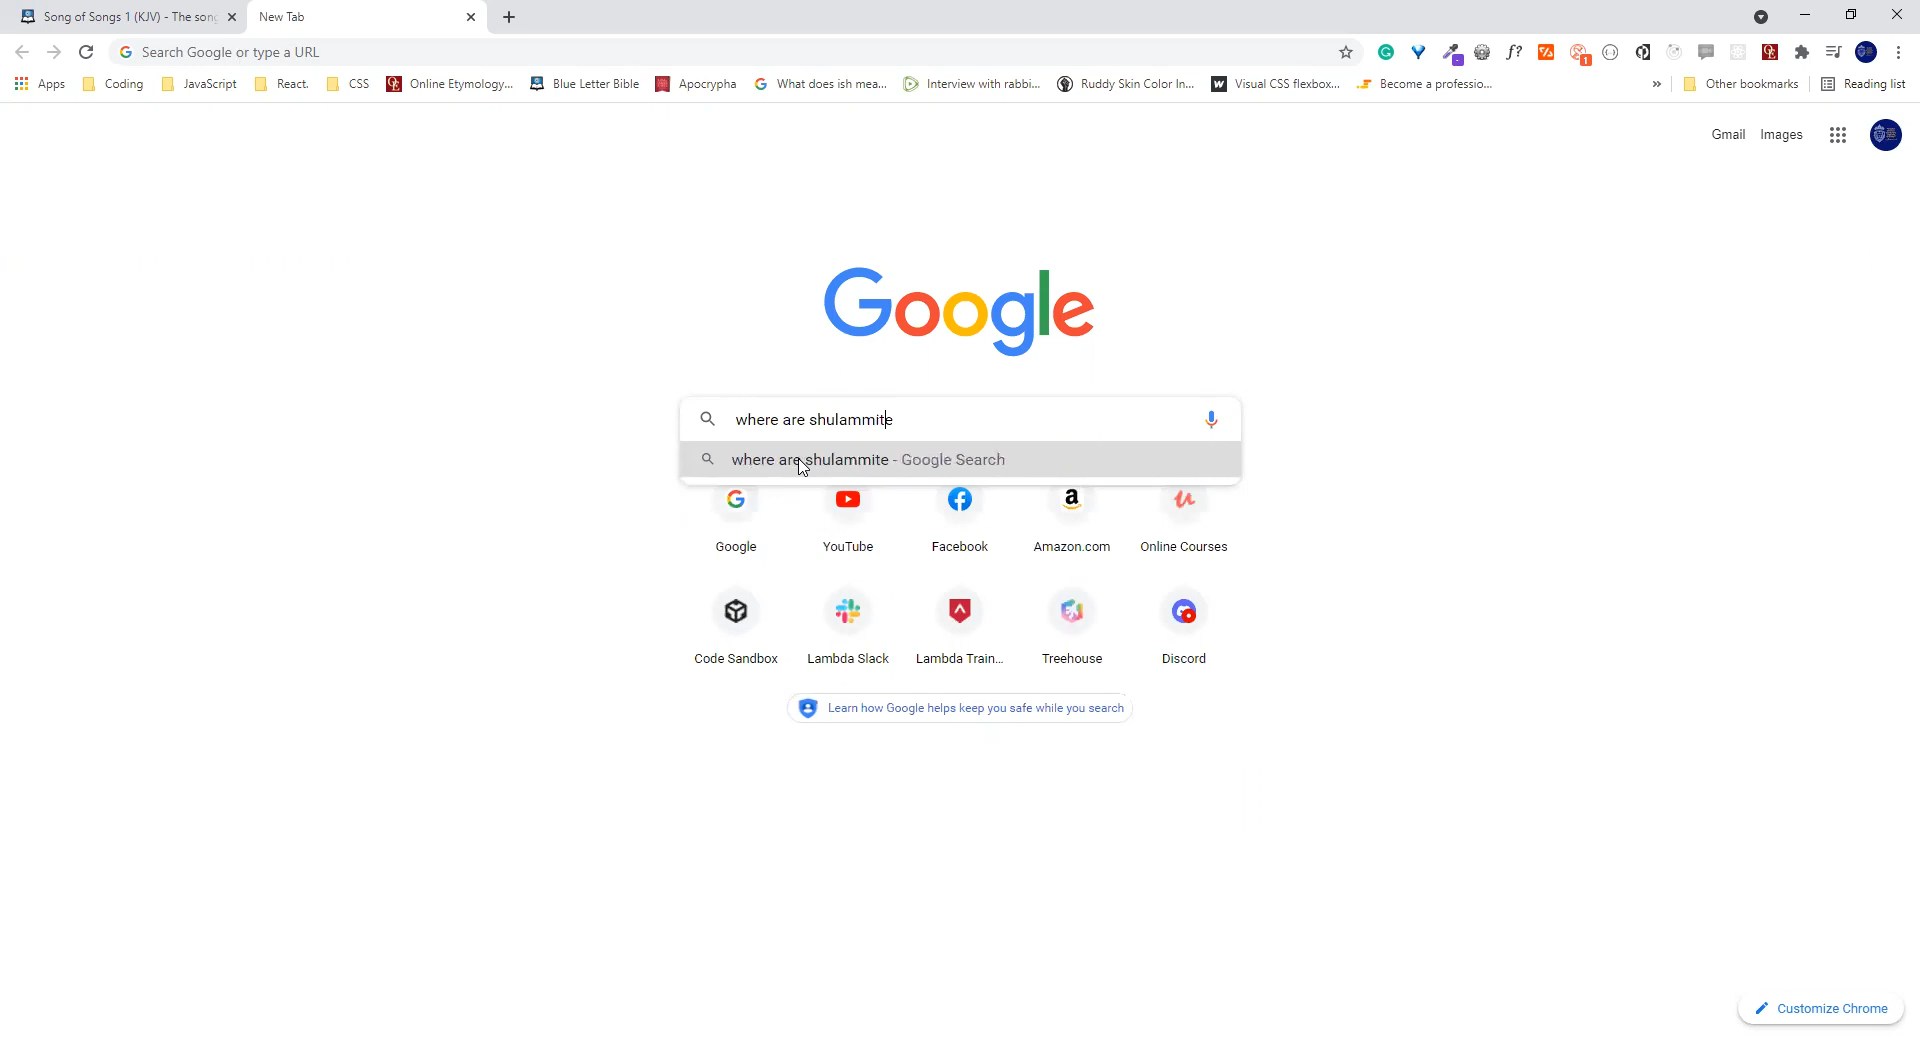 Song of Songs 1 (KJV) - The song
New Tab
Search Google or type a URL
1
Apps
Coding
JavaScript
React.
CSS
Online Etymology...
Blue Letter Bible
Apocrypha
What does ish mea...
Interview with rabbi...
Ruddy Skin Color In...
Visual CSS flexbox...
Become a professio...
»
Other bookmarks
Reading list
Gmail
Images
Google
where are shulammite
where are shulammite - Google Search
Google
YouTube
Facebook
Amazon.com
Online Courses
Code Sandbox
Lambda Slack
Lambda Train...
Treehouse
Discord
Learn how Google helps keep you safe while you search
Customize Chrome